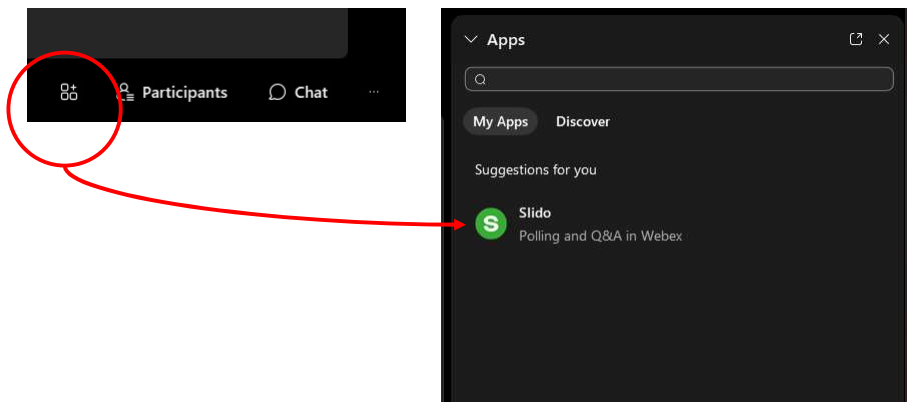 Participants
Chat
Apps
My Apps
Discover
Suggestions for you
S
Slido
Polling and Q&A in Webex